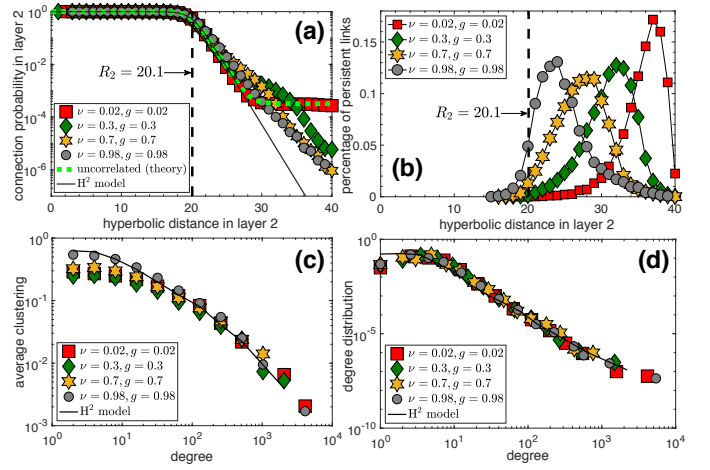 (a)
connection probability in layer 2
10^0
10^-2
10^-4
10^-6
R_2 = 20.1
ν = 0.02, g = 0.02
ν = 0.3, g = 0.3
ν = 0.7, g = 0.7
ν = 0.98, g = 0.98
uncorrelated (theory)
H^2 model
0 10 20 30 40
hyperbolic distance in layer 2
(b)
percentage of persistent links
0.15
0.1
0.05
0
ν = 0.02, g = 0.02
ν = 0.3, g = 0.3
ν = 0.7, g = 0.7
ν = 0.98, g = 0.98
R_2 = 20.1
0 10 20 30 40
hyperbolic distance in layer 2
(c)
average clustering
10^0
10^-1
10^-2
10^-3
ν = 0.02, g = 0.02
ν = 0.3, g = 0.3
ν = 0.7, g = 0.7
ν = 0.98, g = 0.98
H^2 model
10^0 10^1 10^2 10^3 10^4
degree
(d)
degree distribution
10^0
10^-5
10^-10
ν = 0.02, g = 0.02
ν = 0.3, g = 0.3
ν = 0.7, g = 0.7
ν = 0.98, g = 0.98
H^2 model
10^0 10^1 10^2 10^3 10^4
degree